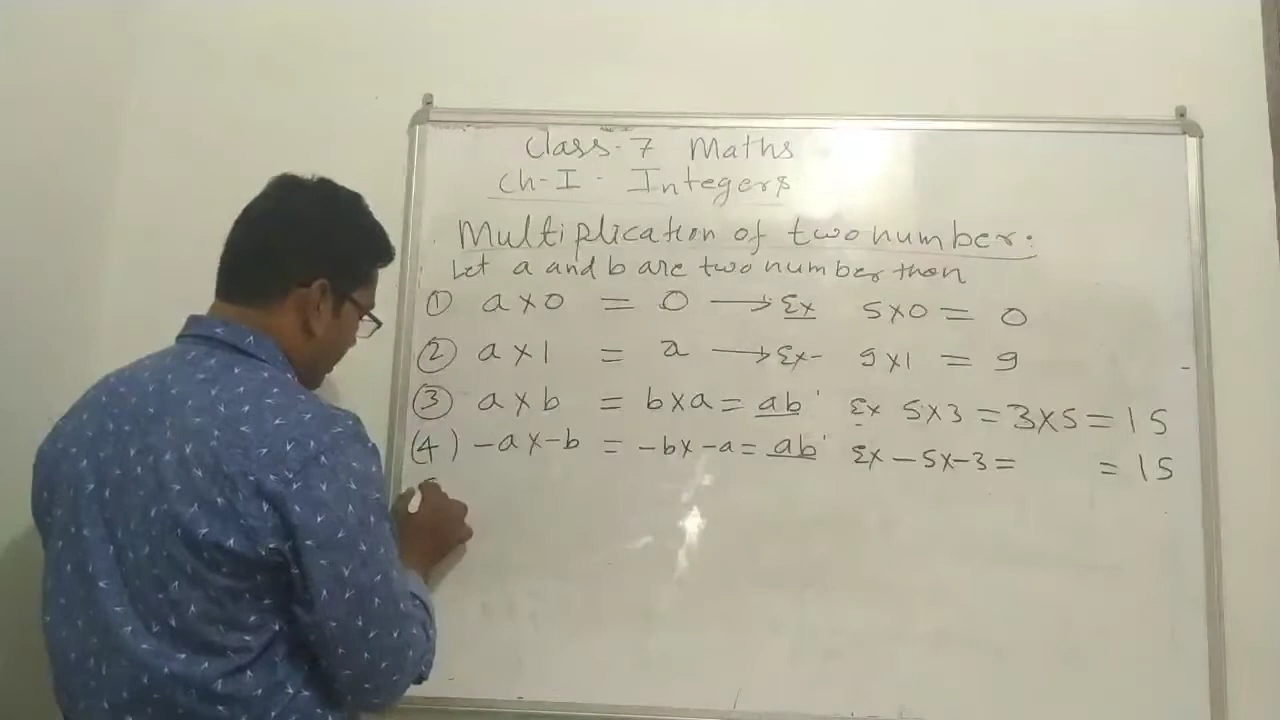 Class-7 Maths
Ch-I - Integers
Multiplication of two number:
Let a and b are two number then
① a×0 = 0 → Ex 5×0 = 0
② a×1 = a → Ex- 9×1 = 9
③ a×b = b×a = ab Ex 5×3 = 3×5 = 15
(4) -a×-b = -b×-a = ab Ex -5×-3 = = 15